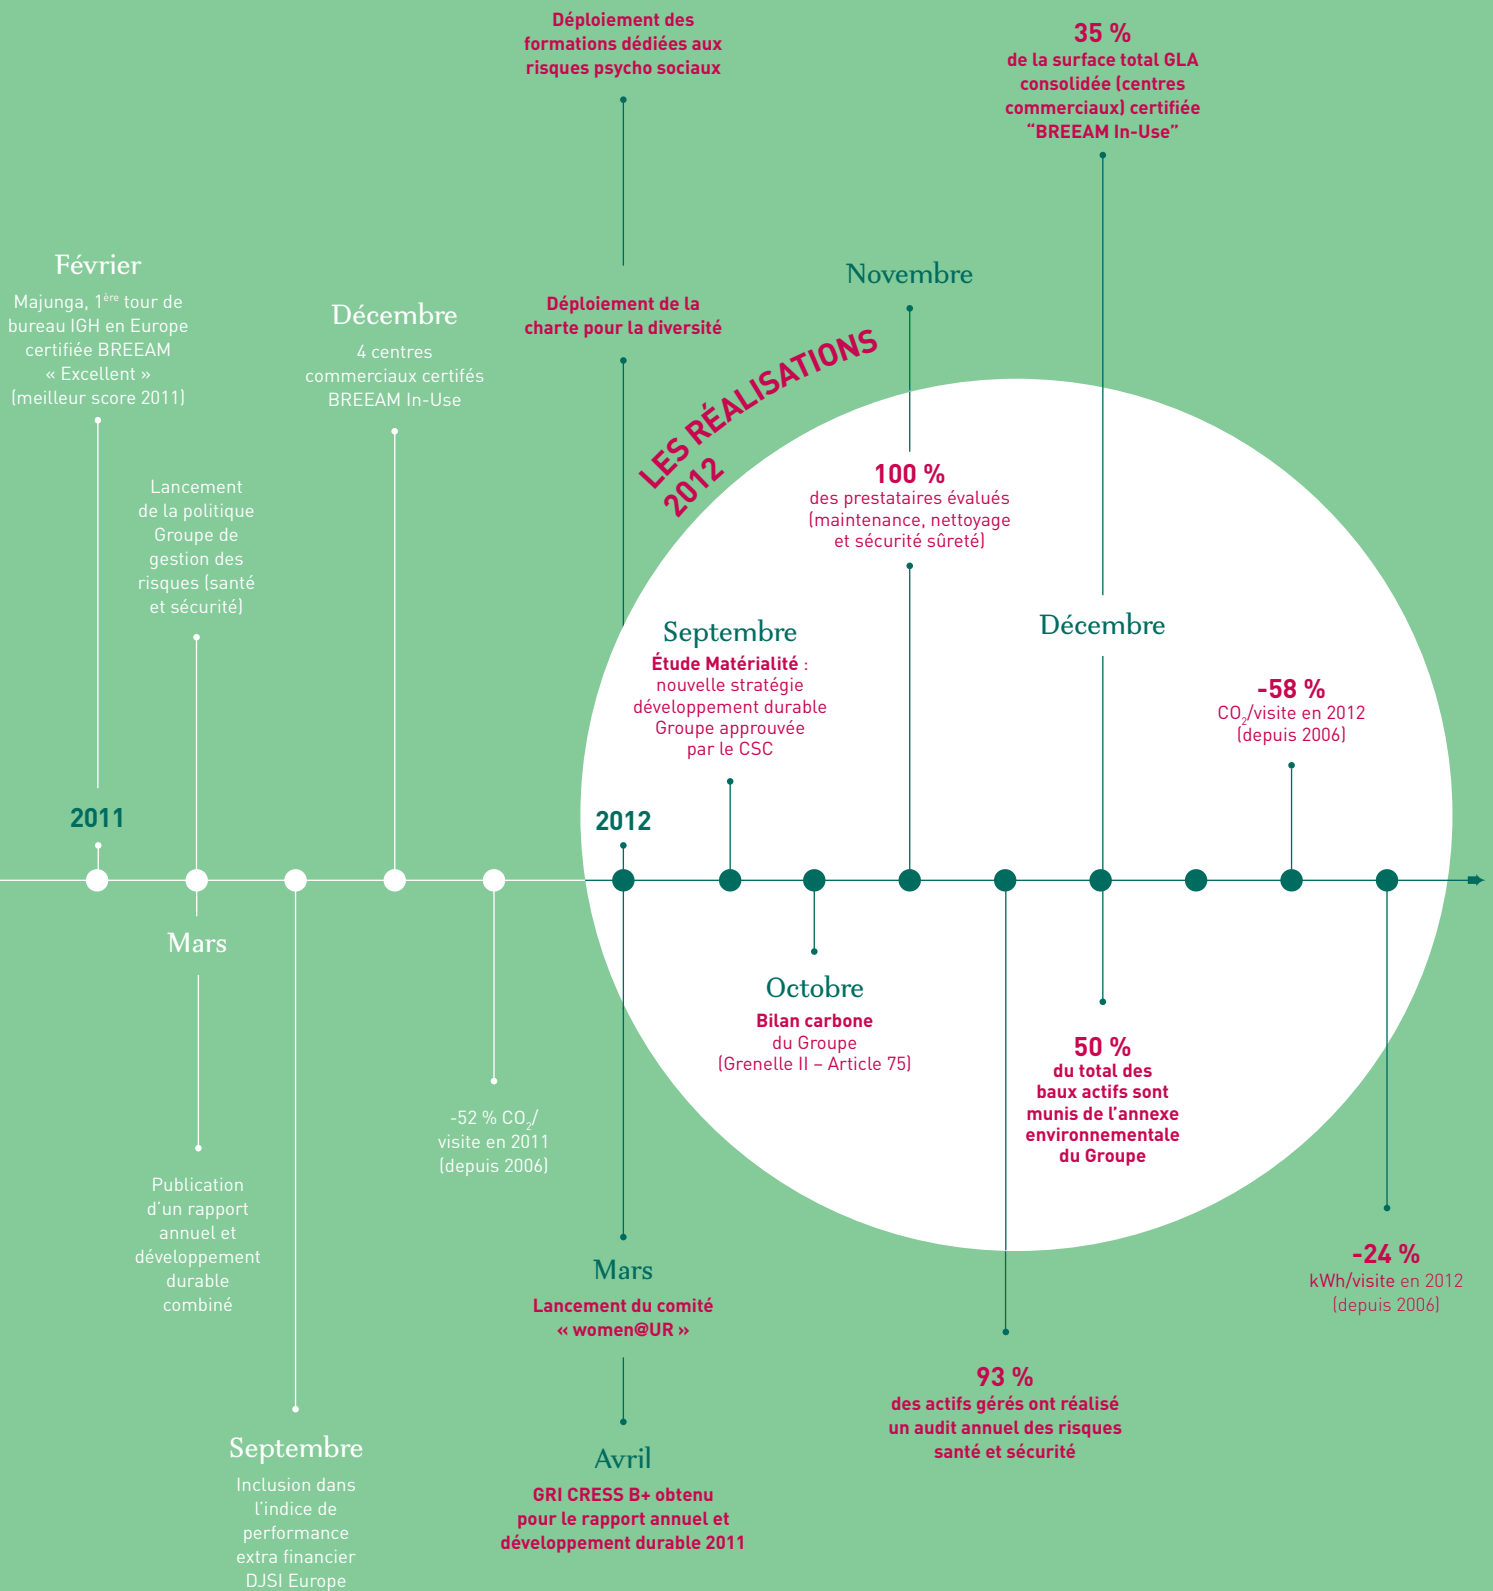 Février
Majunga, 1ère tour de
bureau IGH en Europe
certifiée BREEAM
« Excellent »
(meilleur score 2011)
2011
Lancement
de la politique
Groupe de
gestion des
risques (santé
et sécurité)
Mars
Publication
d'un rapport
annuel et
développement
durable
combiné
Septembre
Inclusion dans
l'indice de
performance
extra financier
DJSI Europe
Décembre
4 centres
commerciaux certifés
BREEAM In-Use
-52 % CO2/
visite en 2011
(depuis 2006)
LES RÉALISATIONS
2012
Déploiement des
formations dédiées aux
risques psycho sociaux
Déploiement de la
charte pour la diversité
2012
Mars
Lancement du comité
« women@UR »
Avril
GRI CRESS B+ obtenu
pour le rapport annuel et
développement durable 2011
Septembre
Étude Matérialité :
nouvelle stratégie
développement durable
Groupe approuvée
par le CSC
Octobre
Bilan carbone
du Groupe
(Grenelle II – Article 75)
Novembre
100 %
des prestataires évalués
(maintenance, nettoyage
et sécurité sûreté)
93 %
des actifs gérés ont réalisé
un audit annuel des risques
santé et sécurité
35 %
de la surface total GLA
consolidée (centres
commerciaux) certifiée
“BREEAM In-Use”
Décembre
50 %
du total des
baux actifs sont
munis de l'annexe
environnementale
du Groupe
-58 %
CO2/visite en 2012
(depuis 2006)
-24 %
kWh/visite en 2012
(depuis 2006)